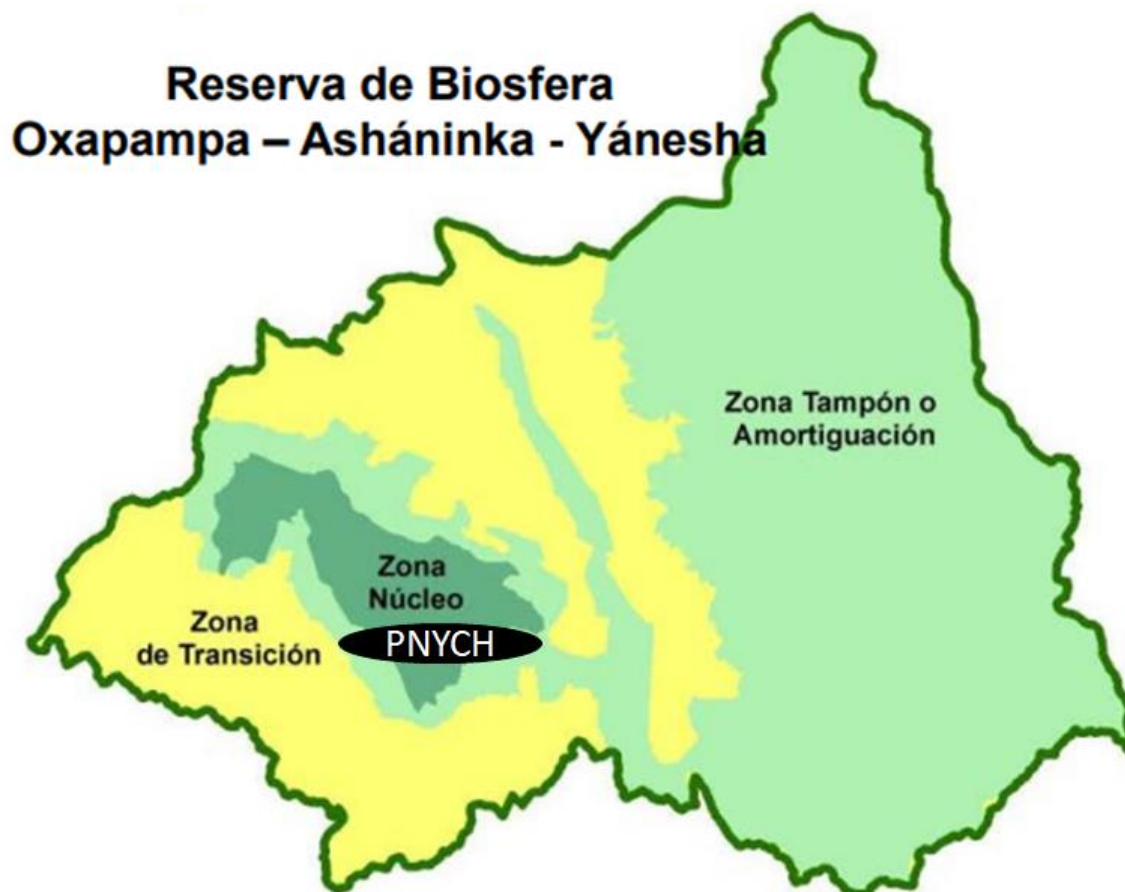 Reserva de Biosfera
Oxapampa – Asháninka - Yánesha
Zona Tampón o
Amortiguación
Zona
Núcleo
PNYCH
Zona
de Transición